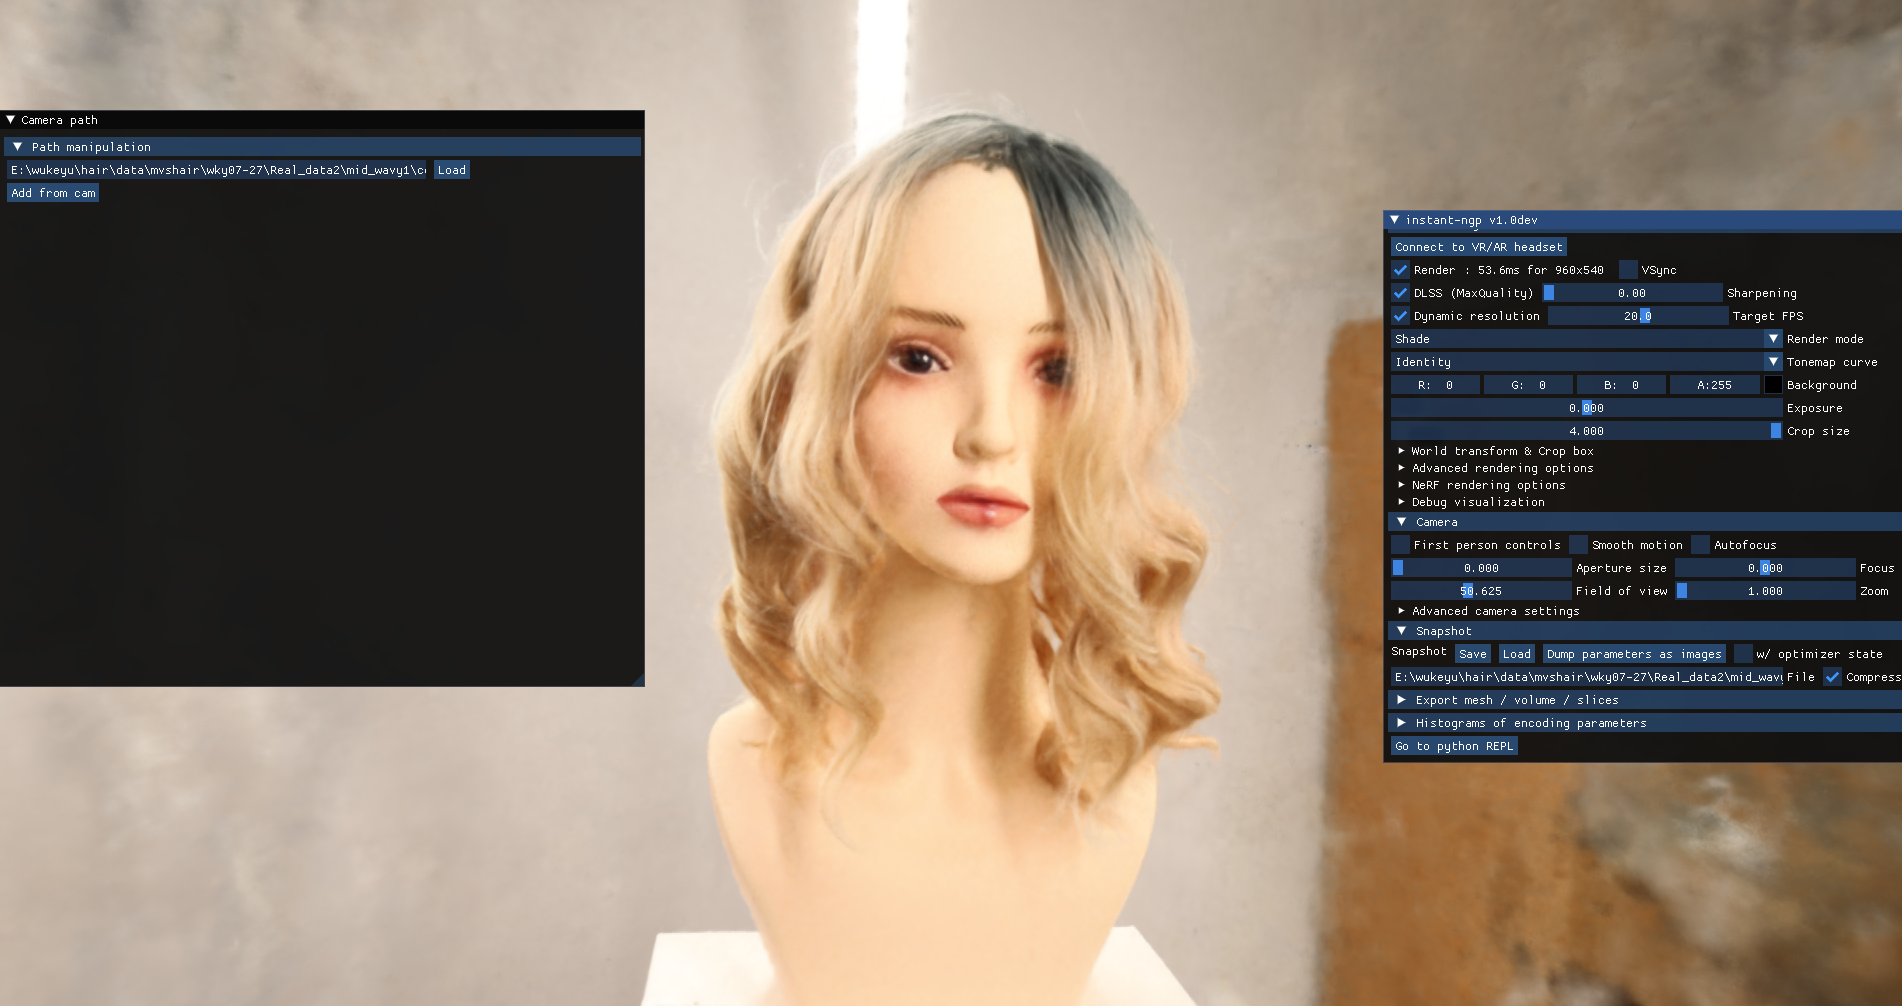 Camera path
Path manipulation
E:\wukeyu\hair\data\mvshair\wky07-27\Real_data2\mid_wavy1\c Load
Add from cam
instant-ngp v1.0dev
Connect to VR/AR headset
Render : 53.6ms for 960x540 VSync
DLSS (MaxQuality) 0.00 Sharpening
Dynamic resolution 20.0 Target FPS
Shade Render mode
Identity Tonemap curve
R: 0 G: 0 B: 0 A:255 Background
0.000 Exposure
4.000 Crop size
World transform & Crop box
Advanced rendering options
NeRF rendering options
Debug visualization
Camera
First person controls Smooth motion Autofocus
0.000 Aperture size 0.000 Focus
50.625 Field of view 1.000 Zoom
Advanced camera settings
Snapshot
Snapshot Save Load Dump parameters as images w/ optimizer state
E:\wukeyu\hair\data\mvshair\wky07-27\Real_data2\mid_wavy File Compress
Export mesh / volume / slices
Histograms of encoding parameters
Go to python REPL